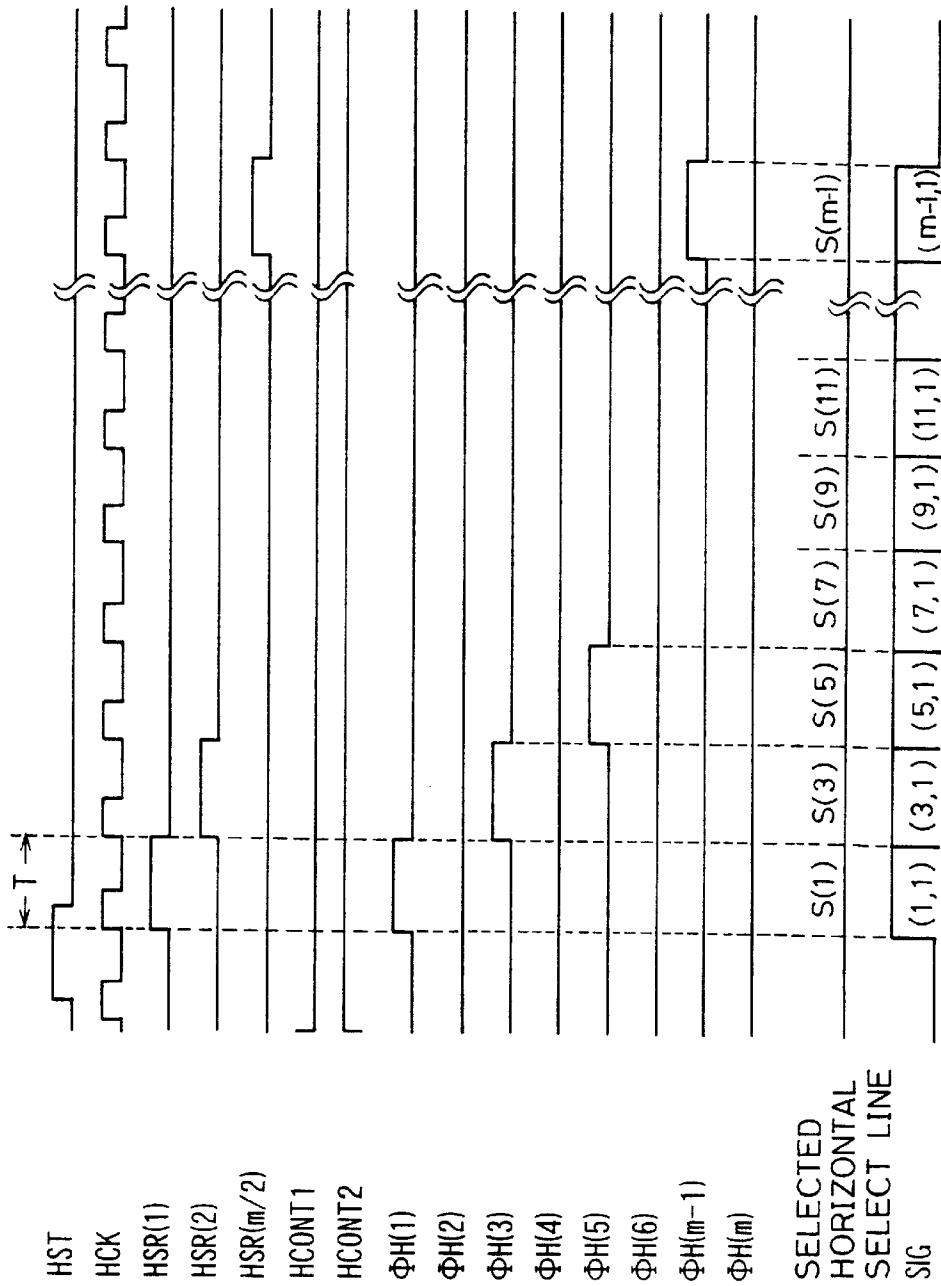 T
HST
HCK
HSR(1)
HSR(2)
HSR(m/2)
HCONT1
HCONT2
ΦH(1)
ΦH(2)
ΦH(3)
ΦH(4)
ΦH(5)
ΦH(6)
ΦH(m-1)
ΦH(m)
SELECTED
HORIZONTAL
SELECT LINE
S(1) S(3) S(5) S(7) S(9) S(11) S(m-1)
SIG
(1,1) (3,1) (5,1) (7,1) (9,1) (11,1) (m-1,1)